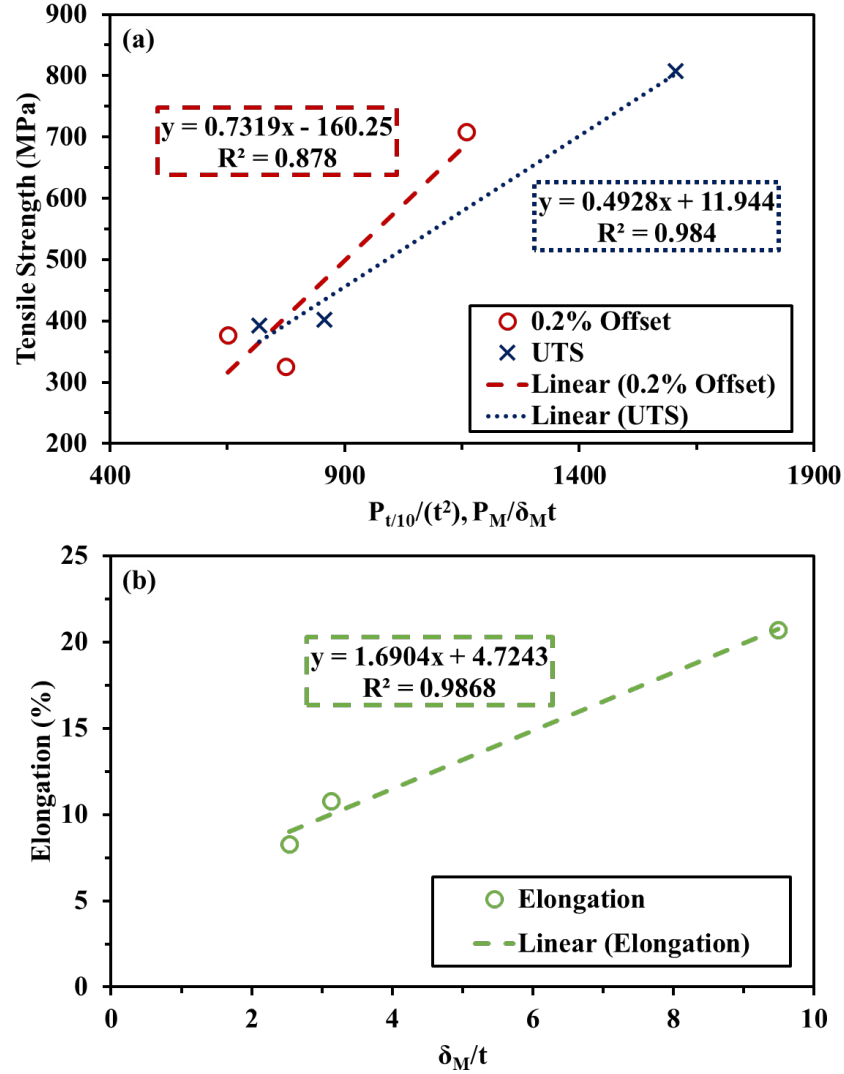 (a)
900
800
700
600
500
400
300
200
Tensile Strength (MPa)
y = 0.7319x - 160.25
R² = 0.878
y = 0.4928x + 11.944
R² = 0.984
0.2% Offset
UTS
Linear (0.2% Offset)
Linear (UTS)
400 900 1400 1900
P_{t/10}/(t²), P_M/δ_Mt
(b)
25
20
15
10
5
0
Elongation (%)
y = 1.6904x + 4.7243
R² = 0.9868
Elongation
Linear (Elongation)
0 2 4 6 8 10
δ_M/t